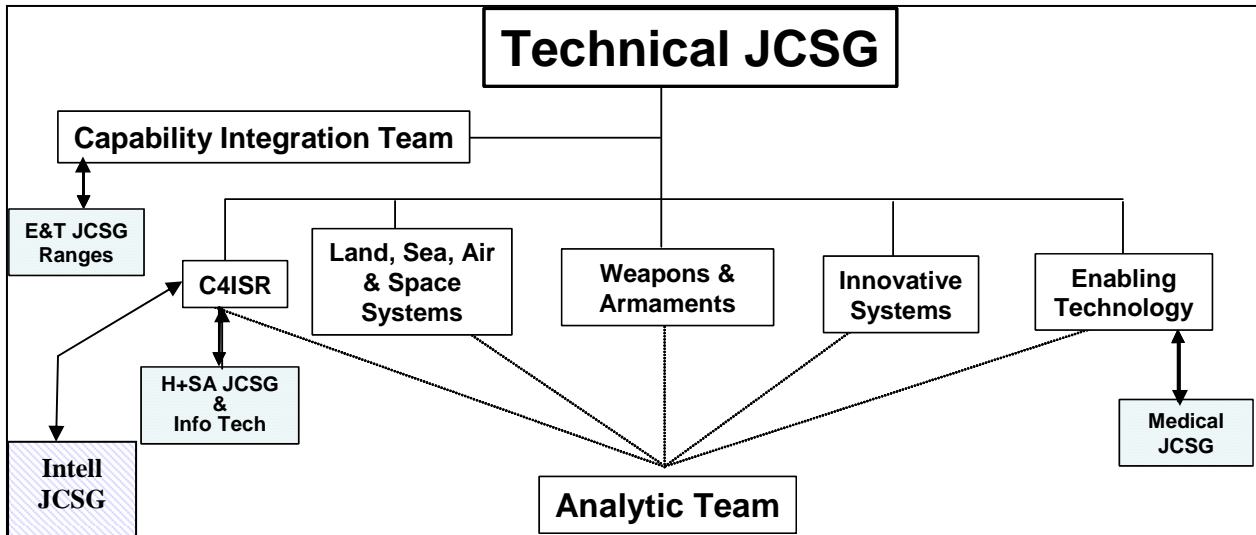 Technical JCSG
Capability Integration Team
E&T JCSG
Ranges
C4ISR
Land, Sea, Air
& Space
Systems
Weapons &
Armaments
Innovative
Systems
Enabling
Technology
H+SA JCSG
&
Info Tech
Medical
JCSG
Intell
JCSG
Analytic Team